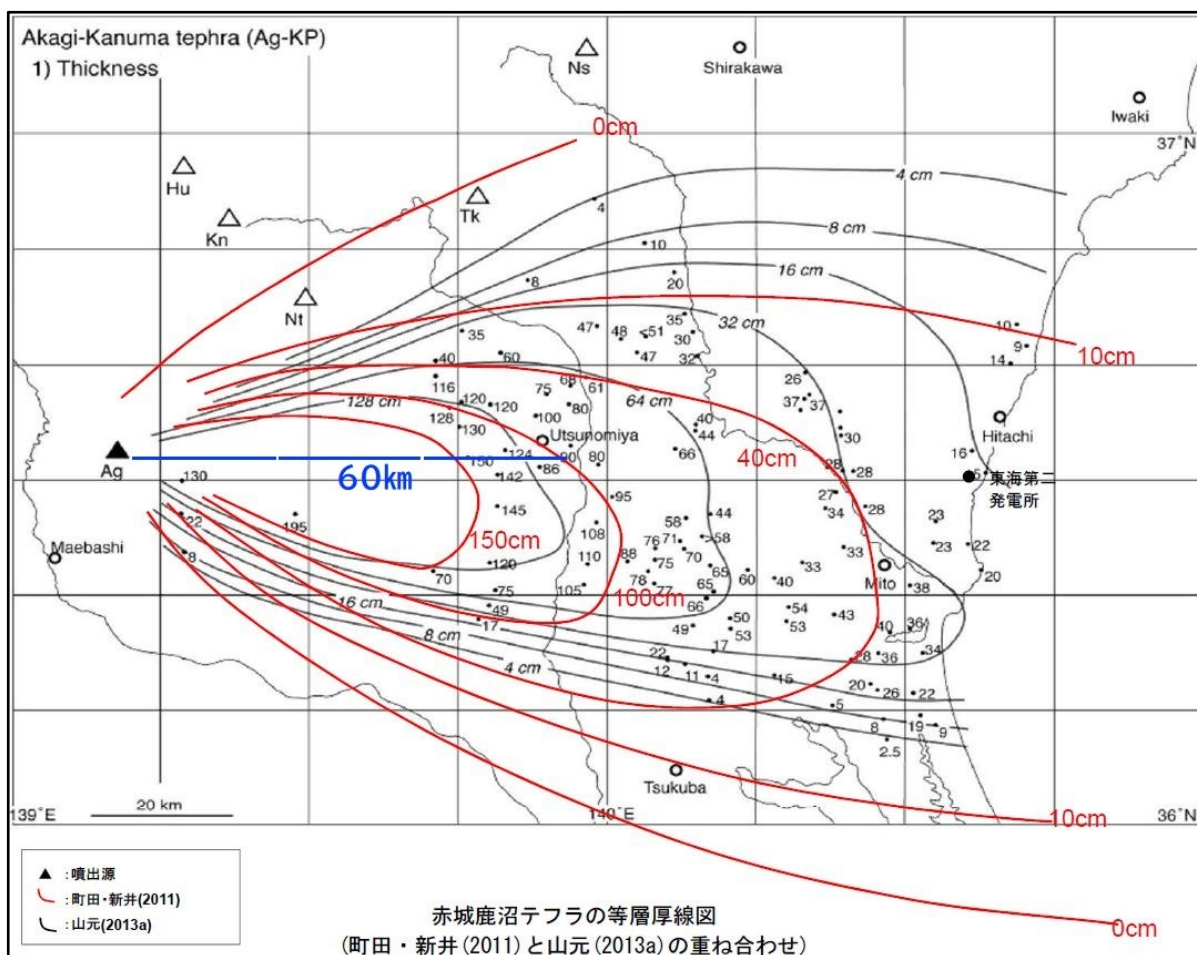 Akagi-Kanuma tephra (Ag-KP)
1) Thickness
Ns
Shirakawa
Iwaki
0cm
37°N
Hu
Kn
Tk
Nt
4 cm
4
8 cm
10
16 cm
20
8
35
47
48
<51
35
30
32 cm
10
9
14
10cm
40
60
47
32
116
68
61
75
26
128 cm
120
120
80
64 cm
37
37
128
100
40
44
30
Hitachi
130
Utsunomiya
40cm
Ag
150
124
90
80
66
16
60km
86
28
28
5
東海第二
発電所
130
142
95
27
22
195
145
108
58
44
34
28
23
Maebashi
150cm
76
71
>58
33
23
22
8
120
110
88
75
70
33
Mito
20
70
78
65
60
40
38
75
105
100cm
77
65
66
16 cm
49
54
43
36
17
50
53
53
49
40
8 cm
22
17
28
36
34
12
11
4
15
20
26
22
4 cm
4
5
8
19
9
2.5
Tsukuba
20 km
139°E
140°E
10cm
36°N
▲ :噴出源
:町田・新井(2011)
:山元(2013a)
赤城鹿沼テフラの等層厚線図
(町田・新井(2011)と山元(2013a)の重ね合わせ)
0cm